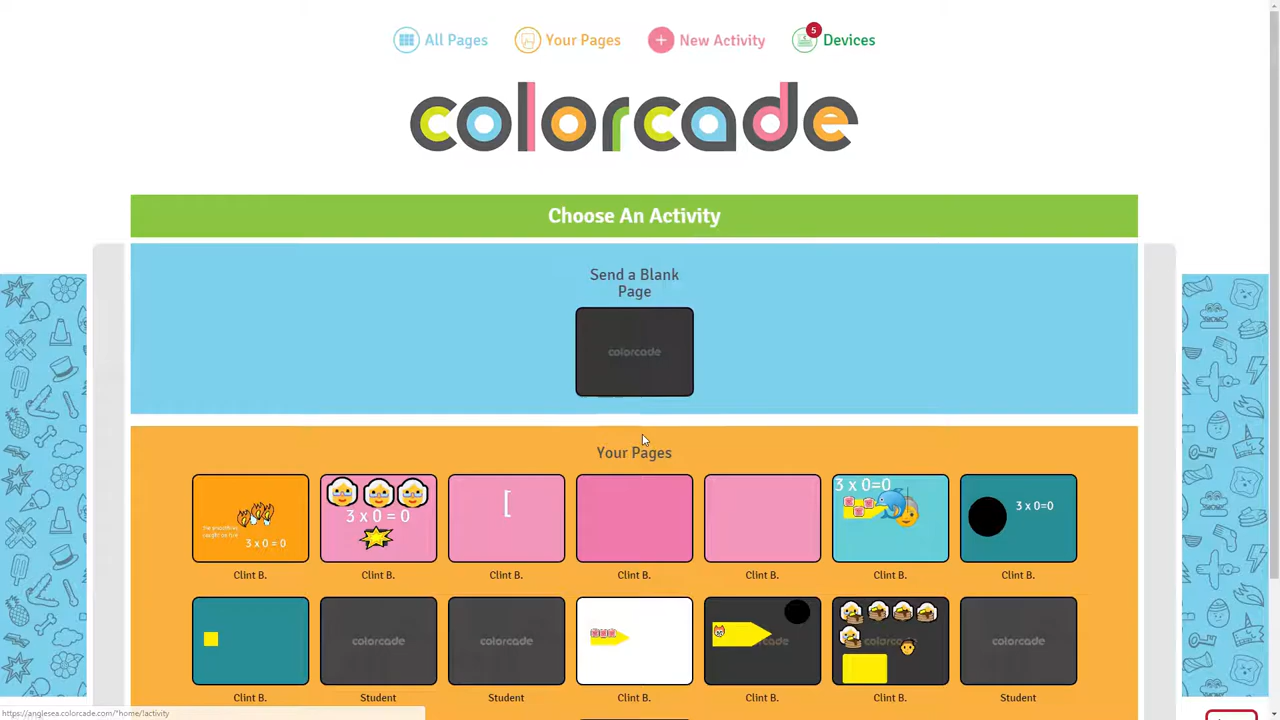 All Pages Your Pages New Activity 5 Devices
colorcade
Choose An Activity
Send a Blank
Page
colorcade
Your Pages
3 x 0 = 0
3 x 0 = 0
[
3 x 0=0
3 x 0=0
Clint B. Clint B. Clint B. Clint B. Clint B. Clint B. Clint B.
colorcade colorcade colorcade
Clint B. Student Student Clint B. Clint B. Clint B. Student
https://anglesea.colorcade.com/*home/!activity